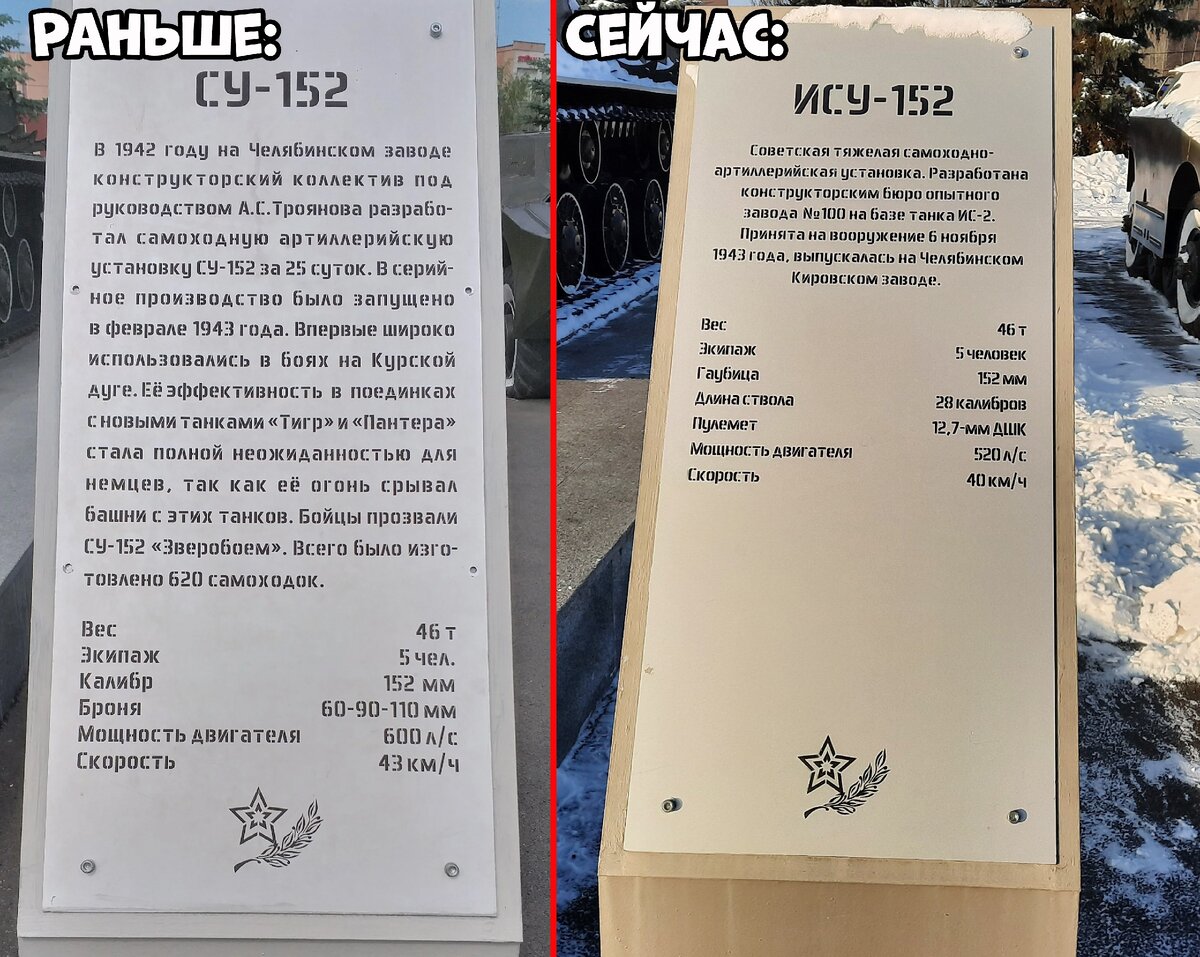 РАНЬШЕ:
СУ-152
В 1942 году на Челябинском заводе
конструкторский коллектив под
руководством А.С.Троянова разрабо-
тал самоходную артиллерийскую
установку СУ-152 за 25 суток. В серий-
ное производство было запущено
в феврале 1943 года. Впервые широко
использовались в боях на Курской
дуге. Её эффективность в поединках
с новыми танками «Тигр» и «Пантера»
стала полной неожиданностью для
немцев, так как её огонь срывал
башни с этих танков. Бойцы прозвали
СУ-152 «Зверобоем». Всего было изго-
товлено 620 самоходок.
Вес 46 т
Экипаж 5 чел.
Калибр 152 мм
Броня 60-90-110 мм
Мощность двигателя 600 л/с
Скорость 43 км/ч
СЕЙЧАС:
ИСУ-152
Советская тяжелая самоходно-
артиллерийская установка. Разработана
конструкторским бюро опытного
завода №100 на базе танка ИС-2.
Принята на вооружение 6 ноября
1943 года, выпускалась на Челябинском
Кировском заводе.
Вес 46 т
Экипаж 5 человек
Гаубица 152 мм
Длина ствола 28 калибров
Пулемет 12,7-мм ДШК
Мощность двигателя 520 л/с
Скорость 40 км/ч